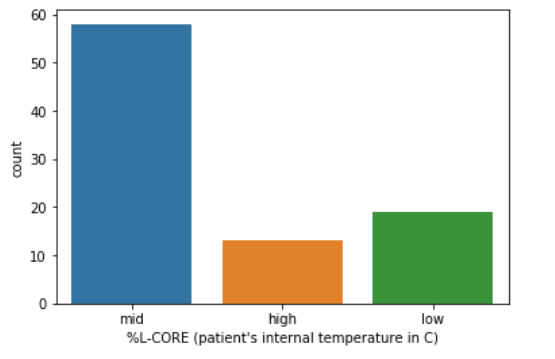 60
50
40
30
20
10
0
count
mid high low
%L-CORE (patient's internal temperature in C)